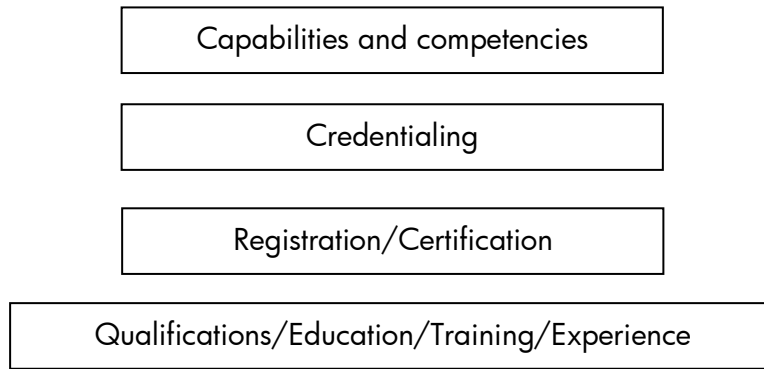 Capabilities and competencies
Credentialing
Registration/Certification
Qualifications/Education/Training/Experience